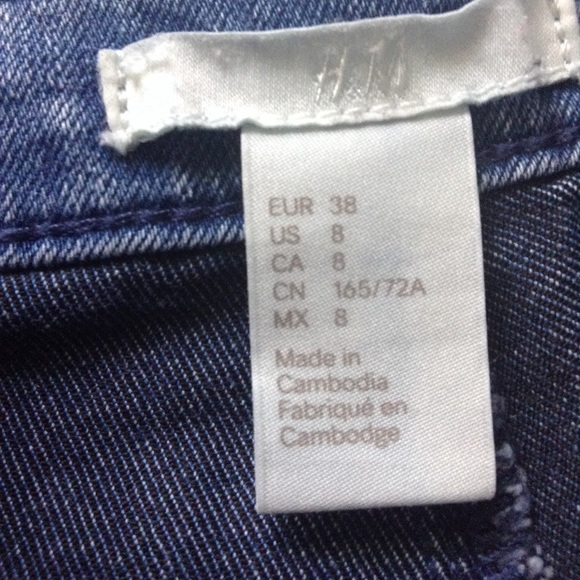 H&M
EUR 38
US 8
CA 8
CN 165/72A
MX 8
Made in
Cambodia
Fabriqué en
Cambodge